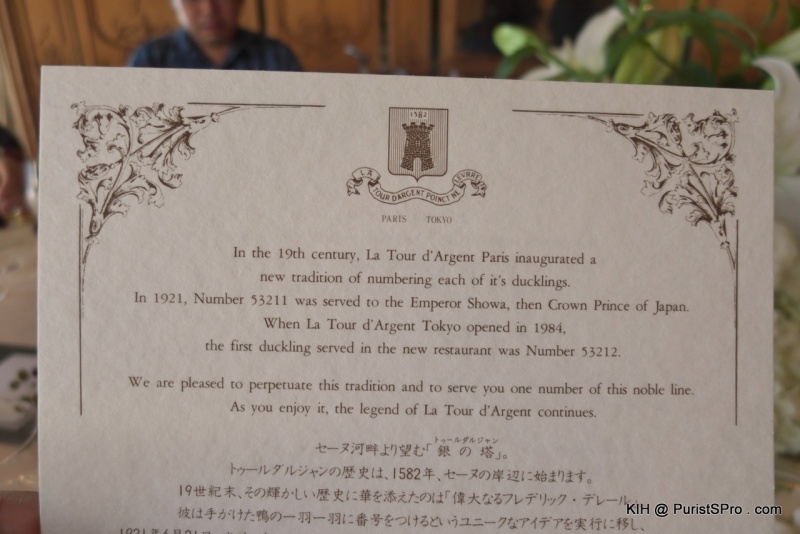 1582
LA TOUR D'ARGENT POINCT NE LEVRRE
PARIS TOKYO
In the 19th century, La Tour d'Argent Paris inaugurated a
new tradition of numbering each of it's ducklings.
In 1921, Number 53211 was served to the Emperor Showa, then Crown Prince of Japan.
When La Tour d'Argent Tokyo opened in 1984,
the first duckling served in the new restaurant was Number 53212.
We are pleased to perpetuate this tradition and to serve you one number of this noble line.
As you enjoy it, the legend of La Tour d'Argent continues.
トゥールダルジャン
セーヌ河畔より望む「銀の塔」。
トゥールダルジャンの歴史は、1582年、セーヌの岸辺に始まります。
19世紀末、その輝かしい歴史に華を添えたのは「偉大なるフレデリック・デレール」
彼は手がけた鴨の一羽一羽に番号をつけるというユニークなアイデアを実行に移し、
KIH @ PuristSPro . com